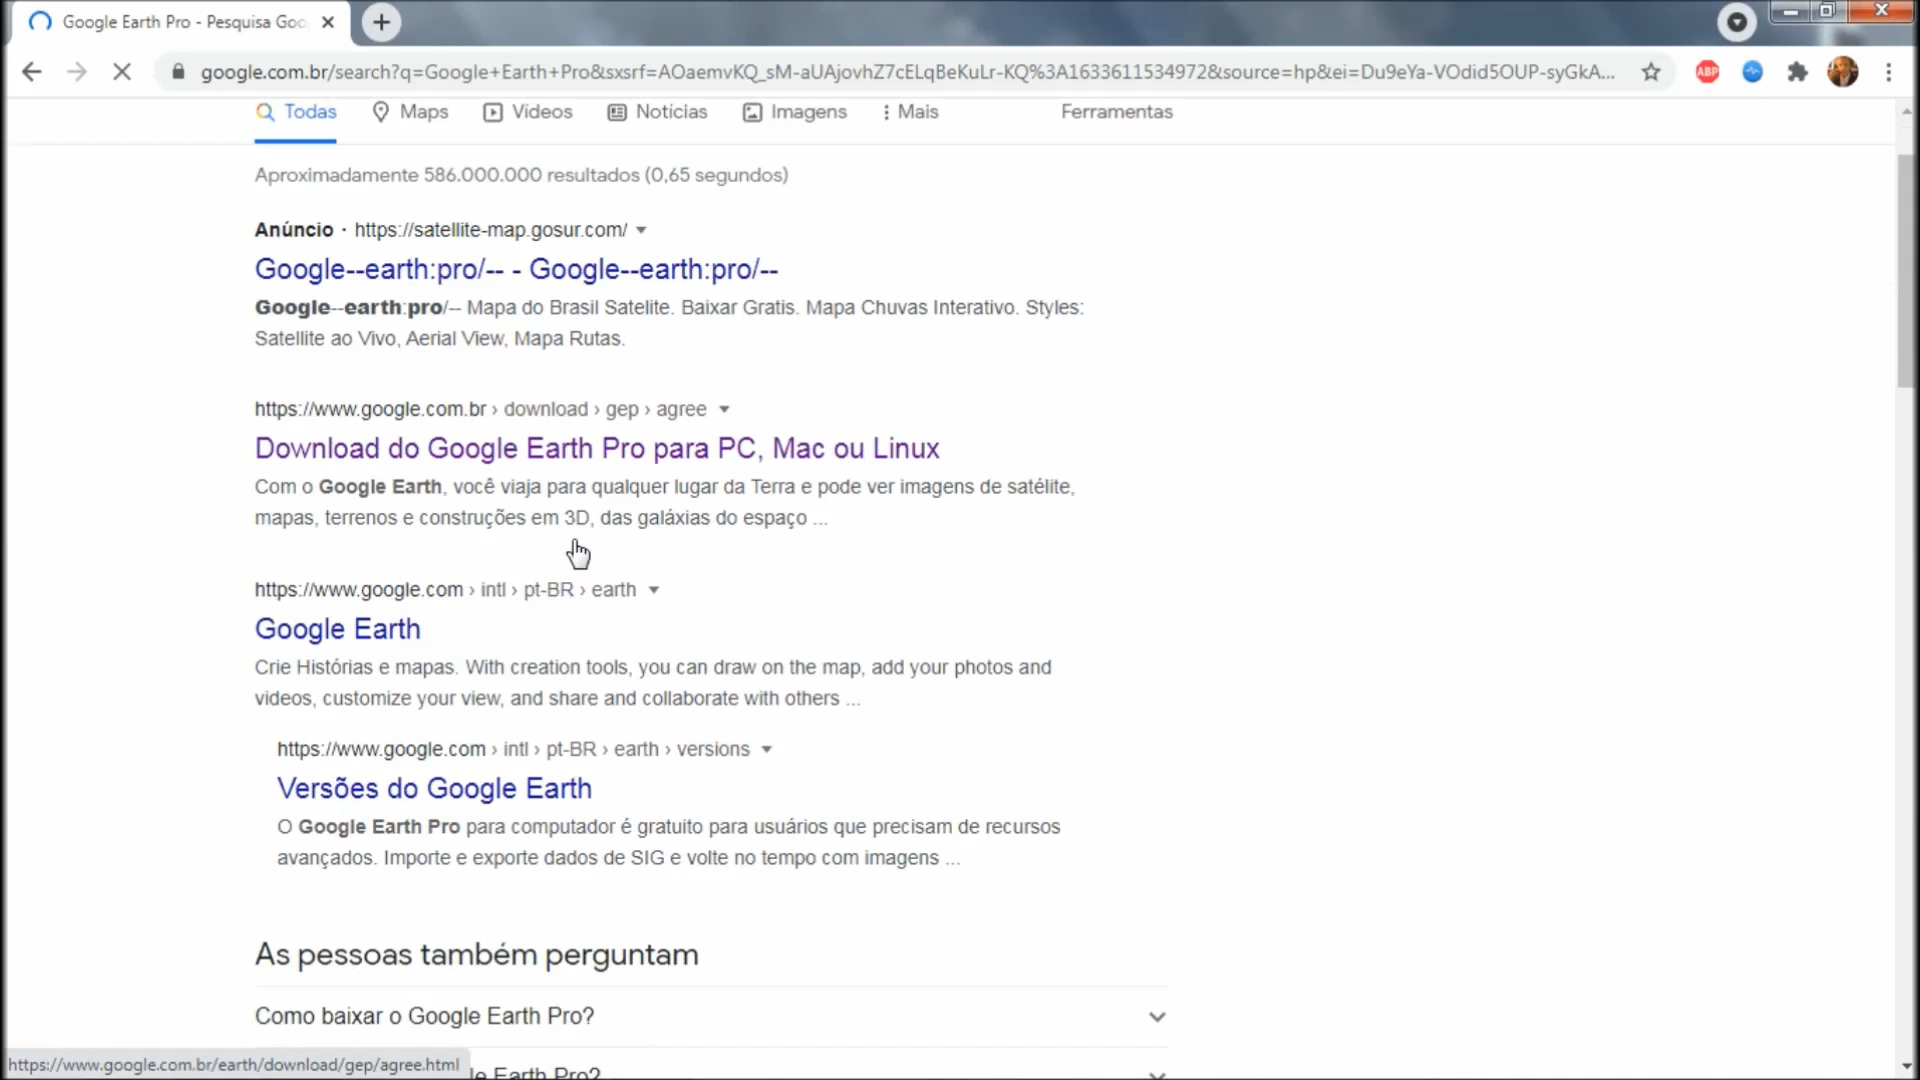 Google Earth Pro - Pesquisa Goo
google.com.br/search?q=Google+Earth+Pro&sxsrf=AOaemvKQ_sM-aUAjovhZ7cELqBeKuLr-KQ%3A1633611534972&source=hp&ei=Du9eYa-VOdid5OUP-syGkA...
ABP
Todas Maps Vídeos Notícias Imagens Mais Ferramentas
Aproximadamente 586.000.000 resultados (0,65 segundos)
Anúncio · https://satellite-map.gosur.com/
Google--earth:pro/-- - Google--earth:pro/--
Google--earth:pro/-- Mapa do Brasil Satelite. Baixar Gratis. Mapa Chuvas Interativo. Styles:
Satellite ao Vivo, Aerial View, Mapa Rutas.
https://www.google.com.br › download › gep › agree
Download do Google Earth Pro para PC, Mac ou Linux
Com o Google Earth, você viaja para qualquer lugar da Terra e pode ver imagens de satélite,
mapas, terrenos e construções em 3D, das galáxias do espaço ...
https://www.google.com › intl › pt-BR › earth
Google Earth
Crie Histórias e mapas. With creation tools, you can draw on the map, add your photos and
videos, customize your view, and share and collaborate with others ...
https://www.google.com › intl › pt-BR › earth › versions
Versões do Google Earth
O Google Earth Pro para computador é gratuito para usuários que precisam de recursos
avançados. Importe e exporte dados de SIG e volte no tempo com imagens ...
As pessoas também perguntam
Como baixar o Google Earth Pro?
https://www.google.com.br/earth/download/gep/agree.html
le Earth Pro?